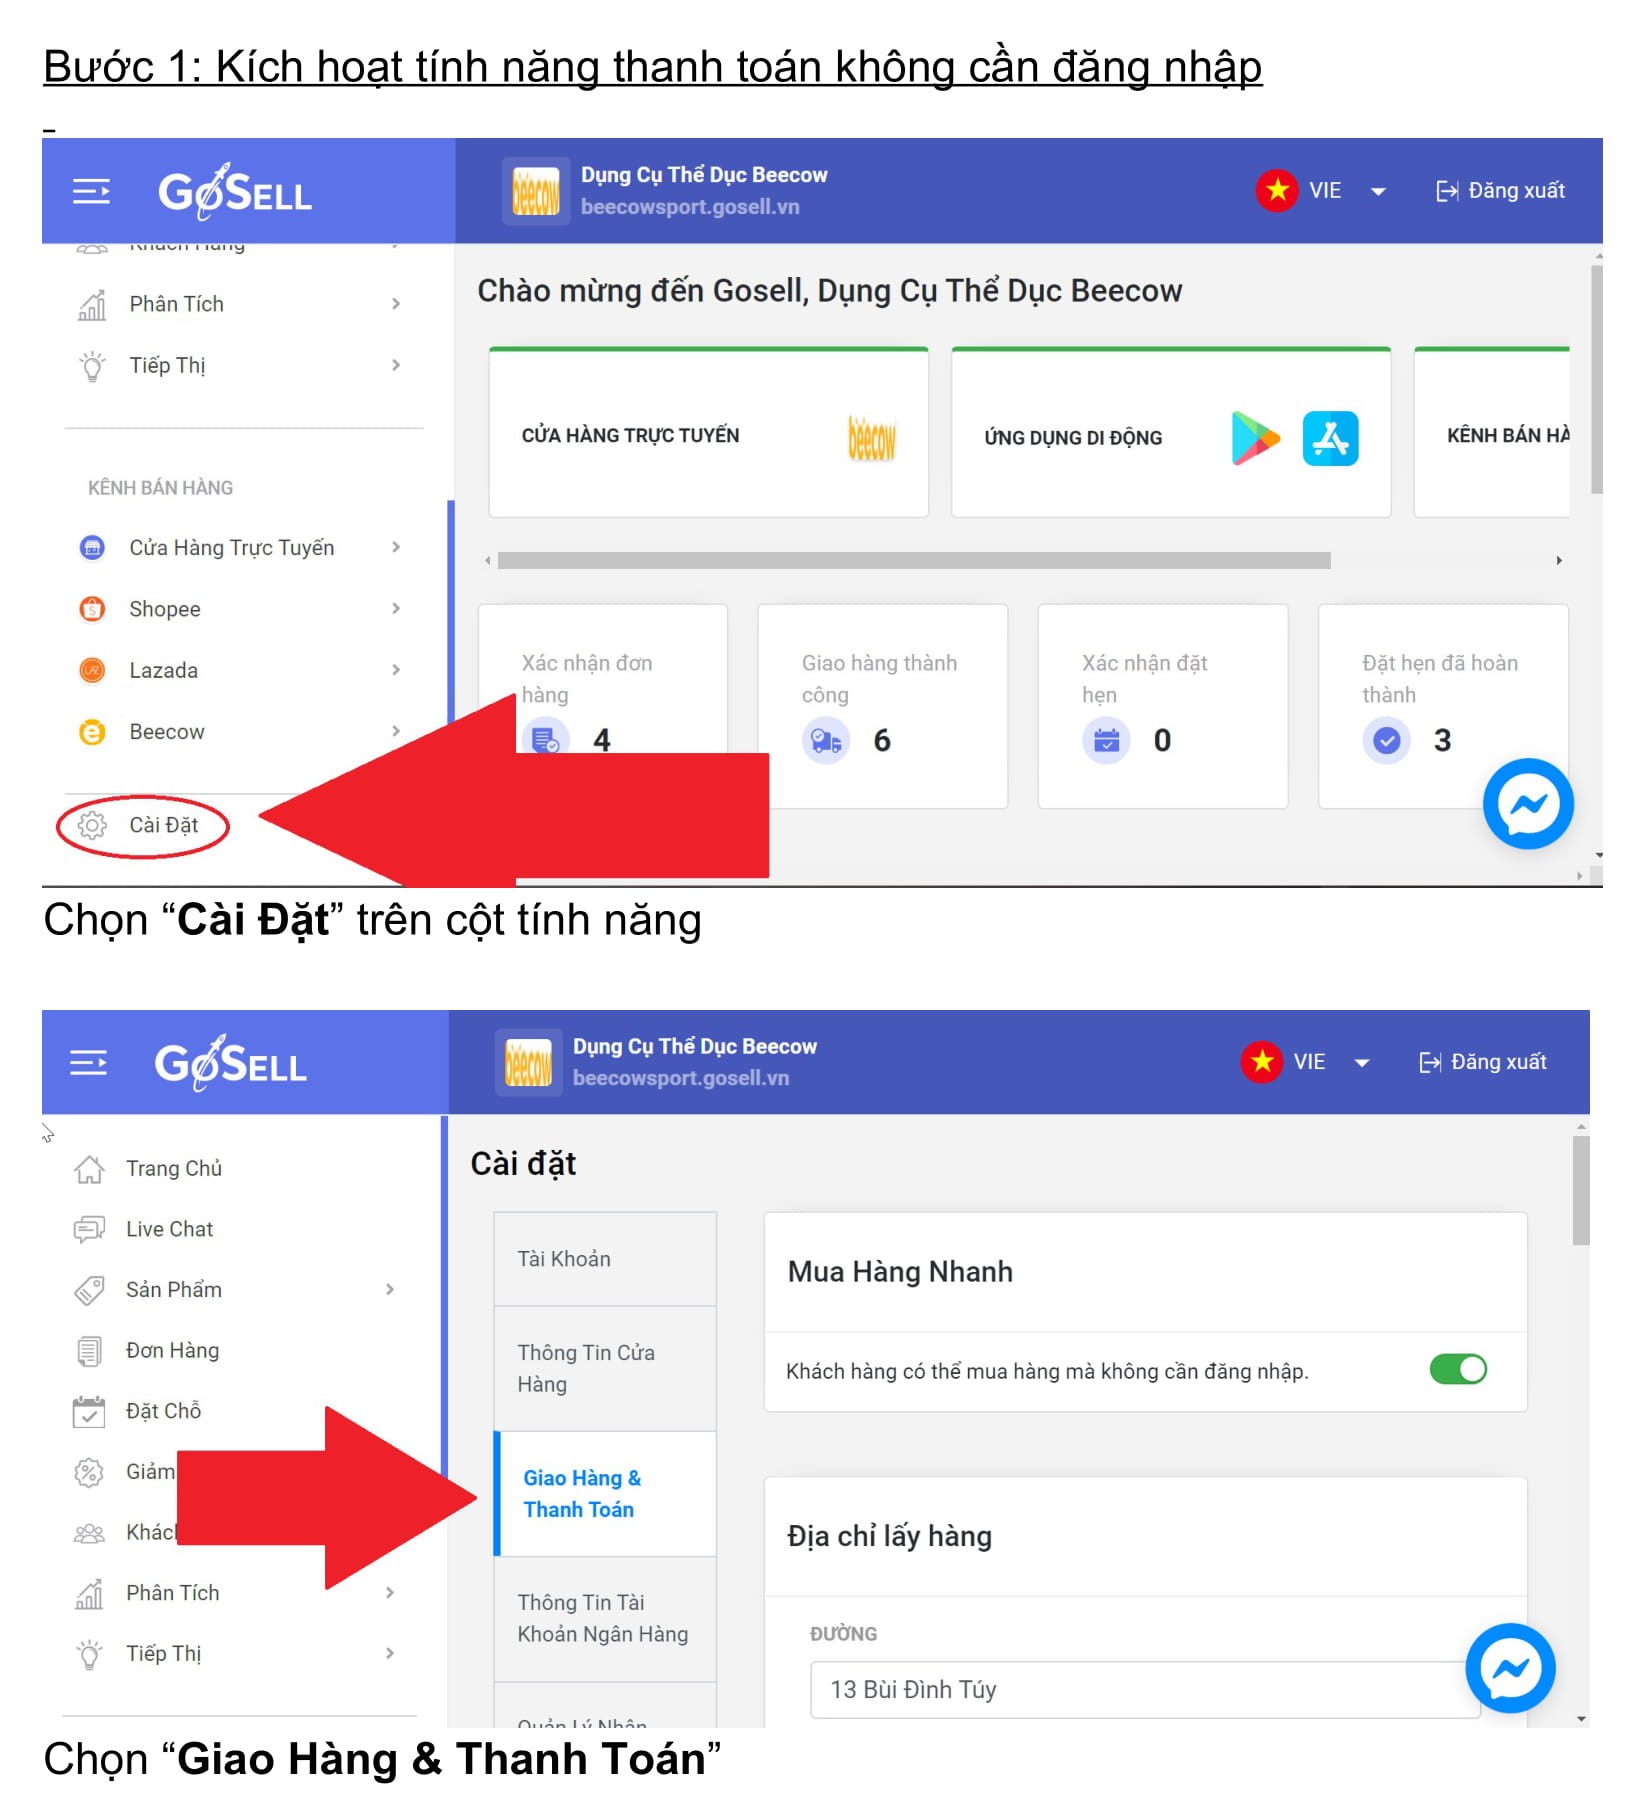 Bước 1: Kích hoạt tính năng thanh toán không cần đăng nhập
GoSELL
Dụng Cụ Thể Dục Beecow
beecowsport.gosell.vn
VIE
Đăng xuất
Khách Hàng
Phân Tích
Tiếp Thị
KÊNH BÁN HÀNG
Cửa Hàng Trực Tuyến
Shopee
Lazada
Beecow
Cài Đặt
Chào mừng đến Gosell, Dụng Cụ Thể Dục Beecow
CỬA HÀNG TRỰC TUYẾN
beecow
ỨNG DỤNG DI ĐỘNG
KÊNH BÁN HÀ
Xác nhận đơn
hàng
4
Giao hàng thành
công
6
Xác nhận đặt
hẹn
0
Đặt hẹn đã hoàn
thành
3
Chọn “Cài Đặt” trên cột tính năng
GoSELL
beecow
Dụng Cụ Thể Dục Beecow
beecowsport.gosell.vn
VIE
Đăng xuất
Trang Chủ
Live Chat
Sản Phẩm
Đơn Hàng
Đặt Chỗ
Giảm
Khác
Phân Tích
Tiếp Thị
Cài đặt
Tài Khoản
Thông Tin Cửa
Hàng
Giao Hàng &
Thanh Toán
Thông Tin Tài
Khoản Ngân Hàng
Quản Lý Nhân
Mua Hàng Nhanh
Khách hàng có thể mua hàng mà không cần đăng nhập.
Địa chỉ lấy hàng
ĐƯỜNG
13 Bùi Đình Túy
Chọn “Giao Hàng & Thanh Toán”